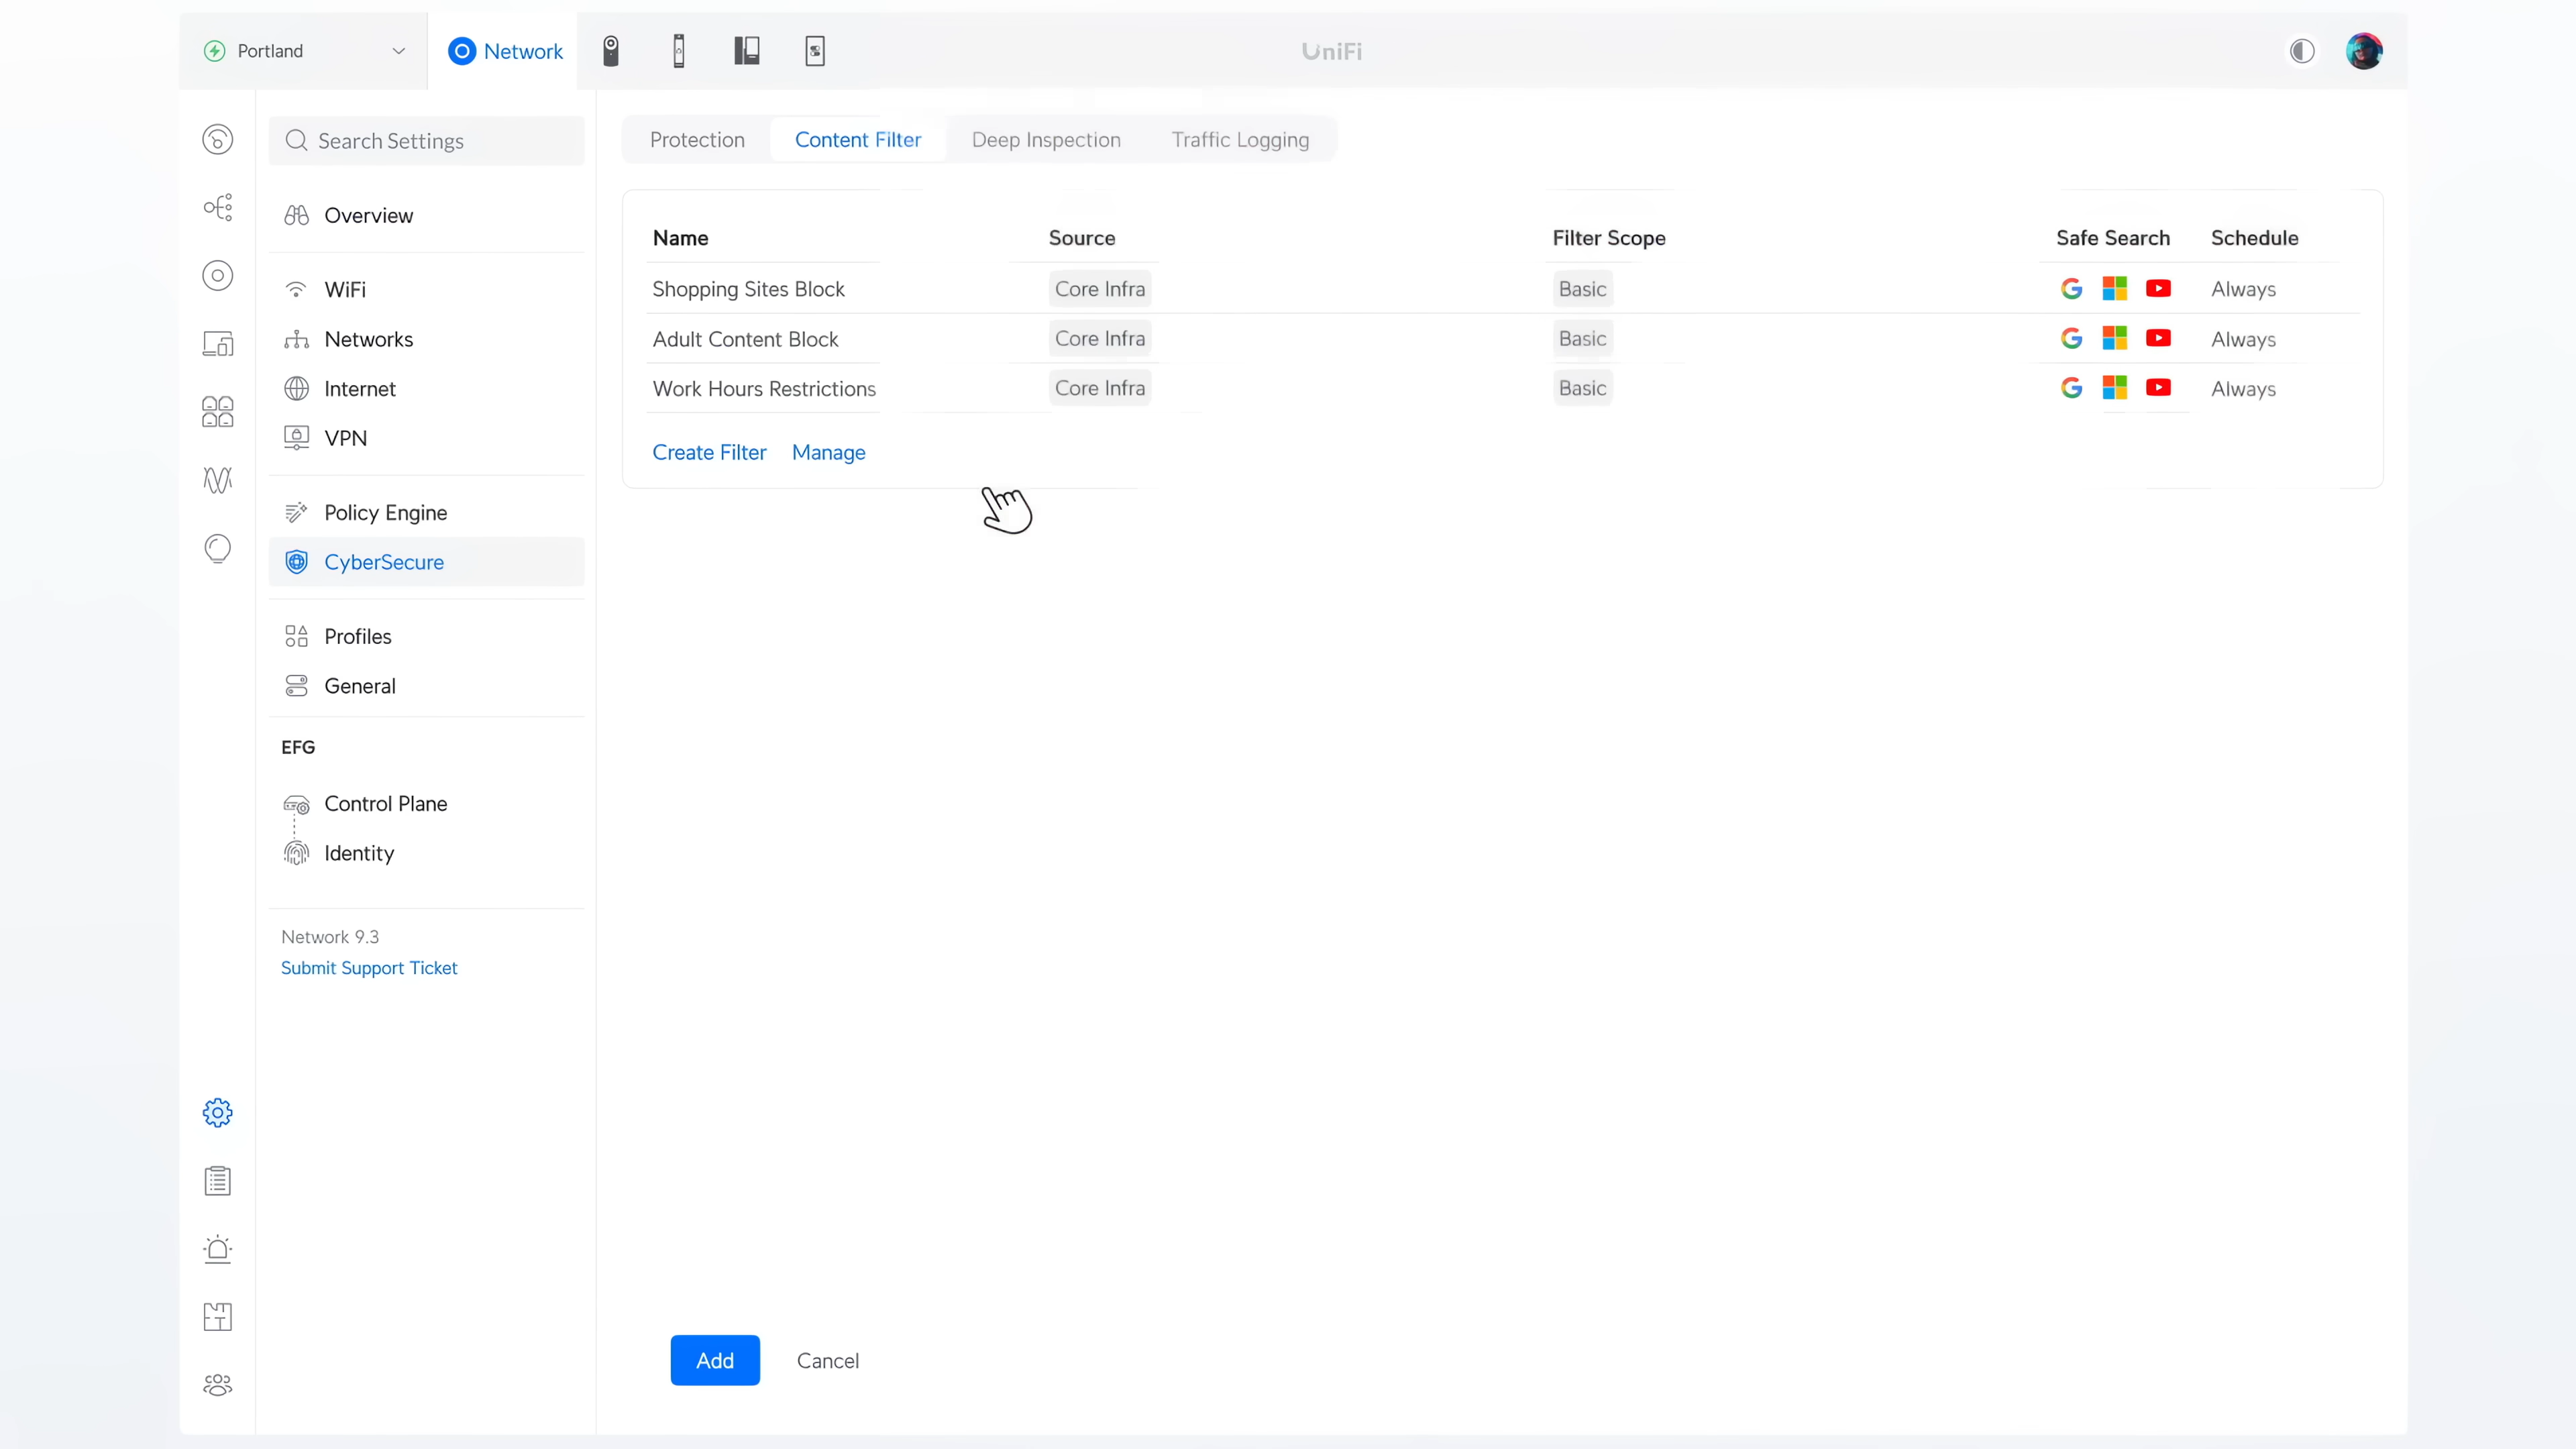 Portland
Network
UniFi
Search Settings
Overview
WiFi
Networks
Internet
VPN
Policy Engine
CyberSecure
Profiles
General
EFG
Control Plane
Identity
Network 9.3
Submit Support Ticket
Protection Content Filter Deep Inspection Traffic Logging
Name Source Filter Scope Safe Search Schedule
Shopping Sites Block Core Infra Basic Always
Adult Content Block Core Infra Basic Always
Work Hours Restrictions Core Infra Basic Always
Create Filter Manage
Add Cancel